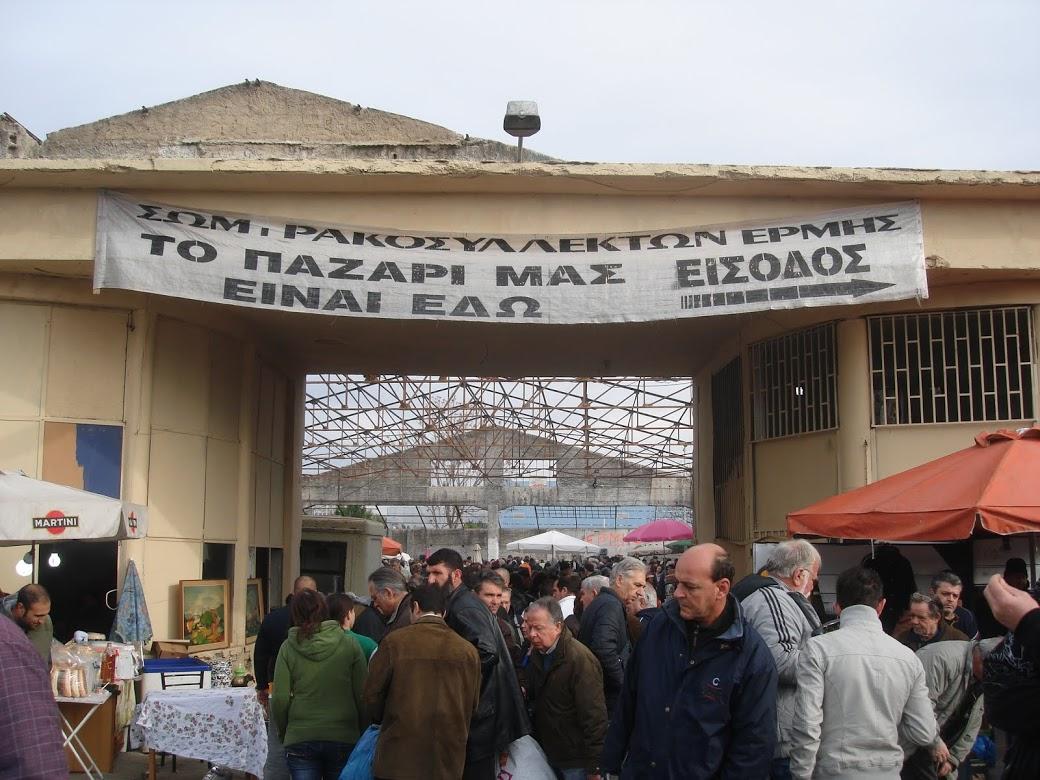 ΣΩΜ. ΡΑΚΟΣΥΛΛΕΚΤΩΝ ΕΡΜΗΣ
ΤΟ ΠΑΖΑΡΙ ΜΑΣ ΕΙΣΟΔΟΣ
ΕΙΝΑΙ ΕΔΩ
MARTINI